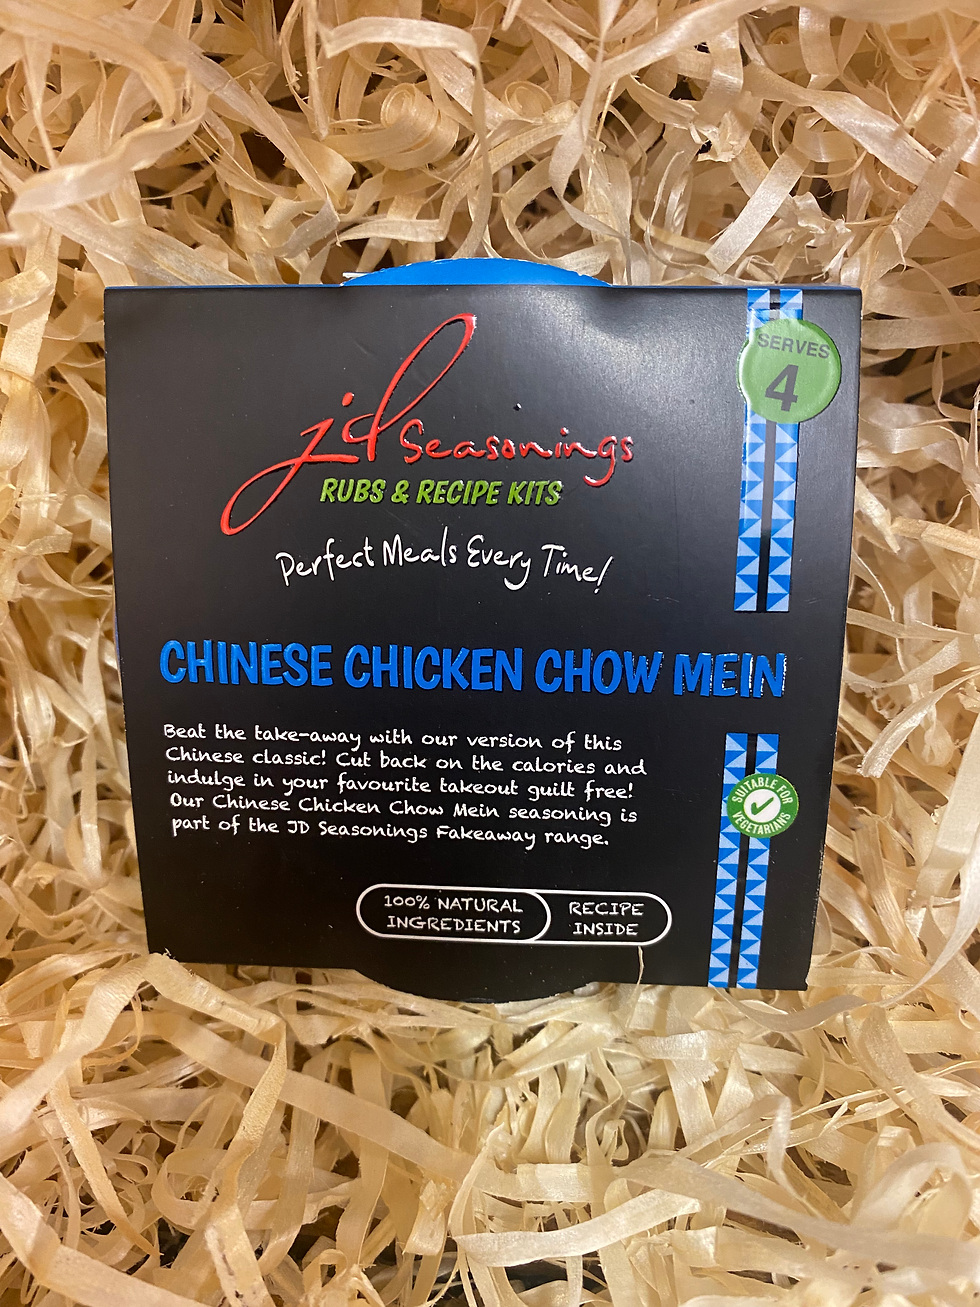 SERVES
4
jd Seasonings
RUBS & RECIPE KITS
Perfect Meals Every Time!
CHINESE CHICKEN CHOW MEIN
Beat the take-away with our version of this
Chinese classic! Cut back on the calories and
indulge in your favourite takeout guilt free!
Our Chinese Chicken Chow Mein seasoning is
part of the JD Seasonings Fakeaway range.
SUITABLE FOR
VEGETARIANS
100% NATURAL
INGREDIENTS
RECIPE
INSIDE